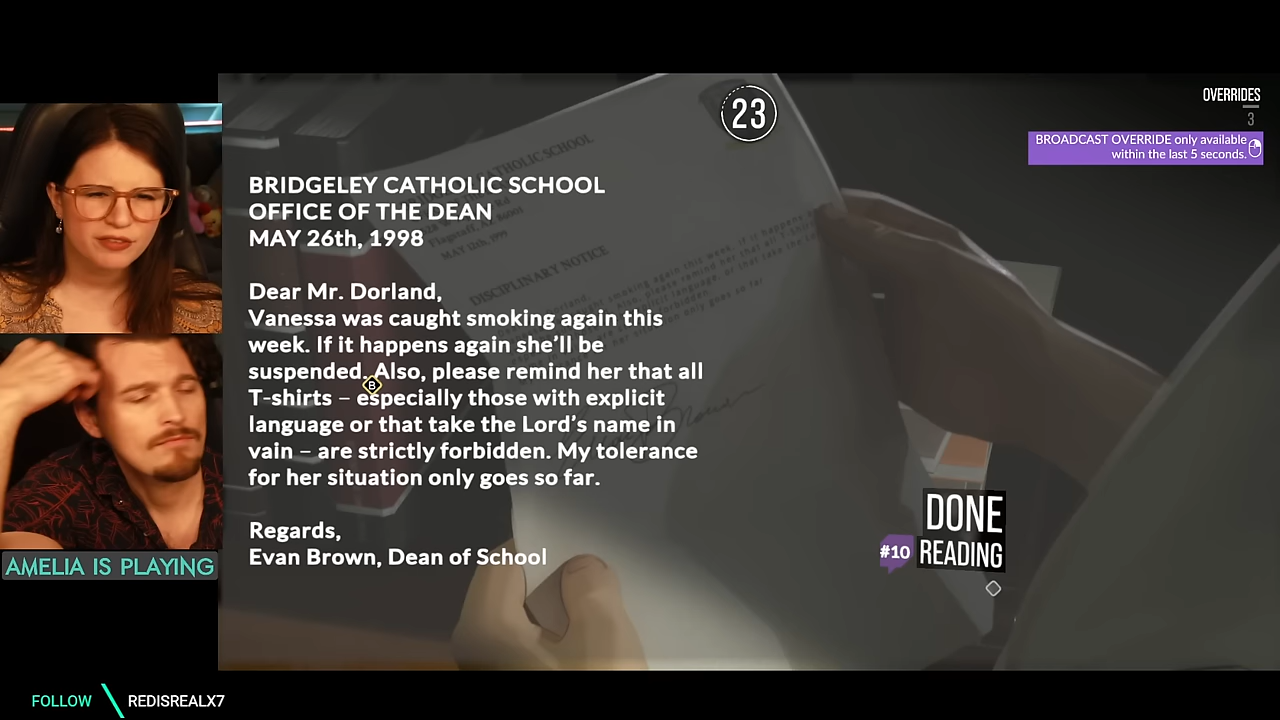 23
OVERRIDES
3
BROADCAST OVERRIDE only available
within the last 5 seconds.
BRIDGELEY CATHOLIC SCHOOL
OFFICE OF THE DEAN
MAY 26th, 1998
Dear Mr. Dorland,
Vanessa was caught smoking again this
week. If it happens again she'll be
suspended. Also, please remind her that all
T-shirts – especially those with explicit
language or that take the Lord's name in
vain – are strictly forbidden. My tolerance
for her situation only goes so far.
Regards,
Evan Brown, Dean of School
B
DISCIPLINARY NOTICE
DONE
#10 READING
AMELIA IS PLAYING
FOLLOW REDISREALX7